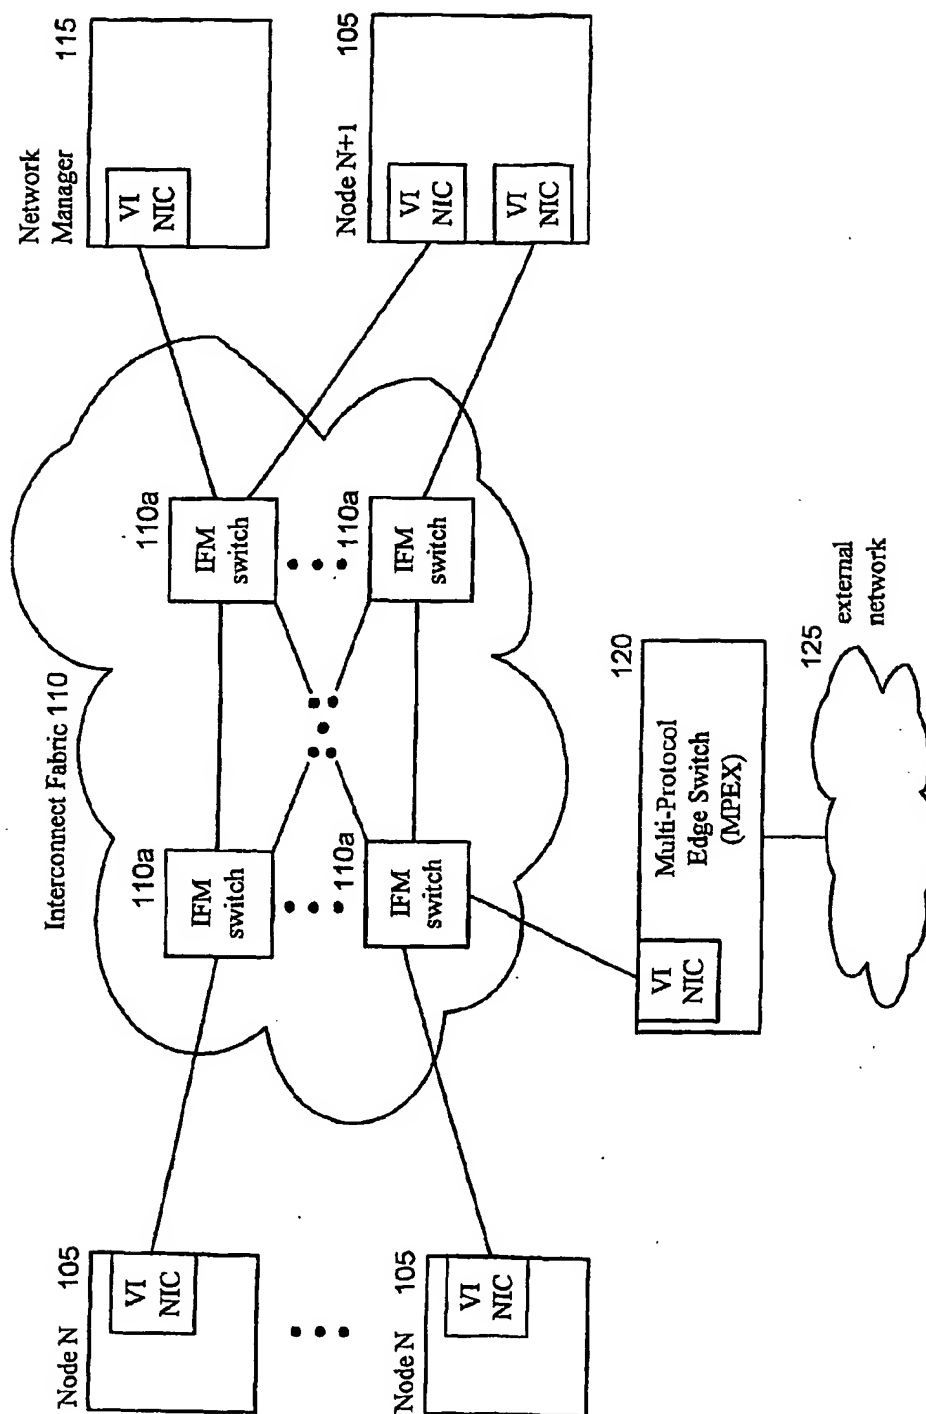 Network
Manager
115
VI
NIC
Node N+1
105
VI
NIC
VI
NIC
Interconnect Fabric 110
110a
IFM
switch
110a
IFM
switch
110a
IFM
switch
110a
IFM
switch
Node N
105
VI
NIC
Node N
105
VI
NIC
120
Multi-Protocol
Edge Switch
(MPEX)
VI
NIC
125
external
network